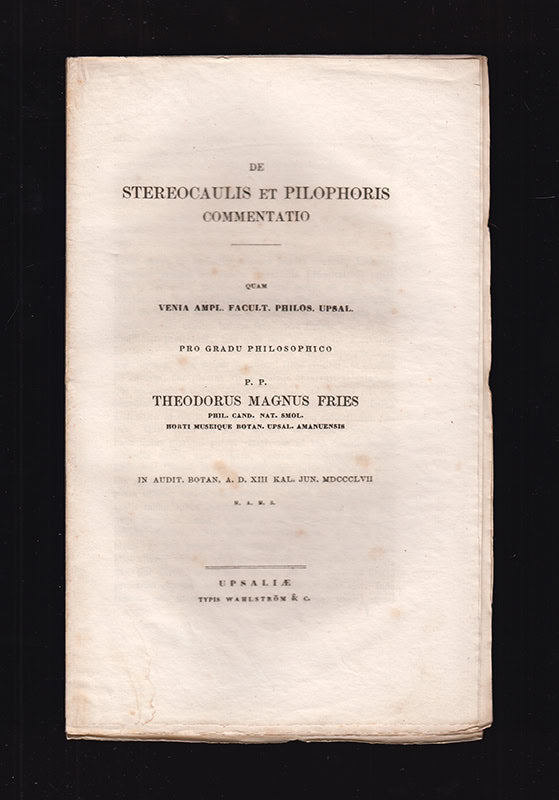 DE
STEREOCAULIS ET PILOPHORIS
COMMENTATIO
QUAM
VENIA AMPL. FACULT. PHILOS. UPSAL.
PRO GRADU PHILOSOPHICO
P. P.
THEODORUS MAGNUS FRIES
PHIL. CAND. NAT. SMOL.
HORTI MUSEIQUE BOTAN. UPSAL. AMANUENSIS
IN AUDIT. BOTAN. A. D. XIII KAL. JUN. MDCCCLVII
H. A. M. S.
UPSALIÆ
TYPIS WAHLSTRÖM & C.